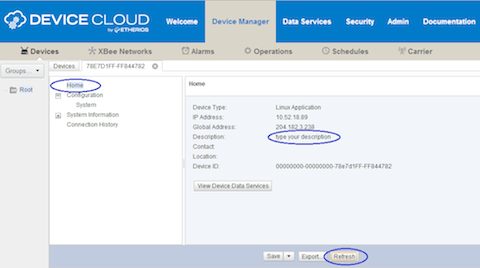 DEVICE CLOUD
by ETHERIOS
Welcome
Device Manager
Data Services
Security
Admin
Documentation
Devices
XBee Networks
Alarms
Operations
Schedules
Carrier
Groups...
Devices
78E7D1FF-FF844782
Root
Home
Configuration
System
System Information
Connection History
Home
Device Type: Linux Application
IP Address: 10.52.18.89
Global Address: 204.182.3.238
Description: type your description
Contact:
Location:
Device ID: 00000000-00000000-78e7d1FF-FF844782
View Device Data Services
Save
Export..
Refresh